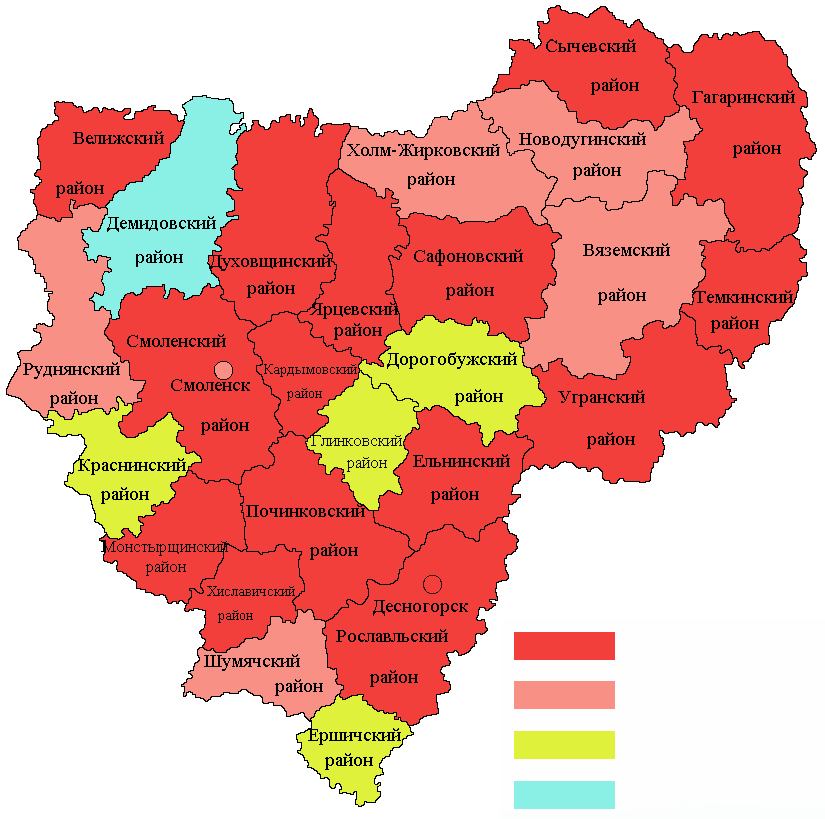 Сычевский
район
Гагаринский
район
Велижский
район
Новодугинский
район
Холм-Жирковский
район
Демидовский
район
Духовщинский
район
Сафоновский
район
Вяземский
район
Темкинский
район
Ярцевский
район
Смоленский
Смоленск
район
Руднянский
район
Кардымовский
район
Дорогобужский
район
Угранский
район
Глинковский
район
Ельнинский
район
Краснинский
район
Починковский
район
Монстырщинский
район
Хиславичский
район
Десногорск
Рославльский
район
Шумячский
район
Ершичский
район